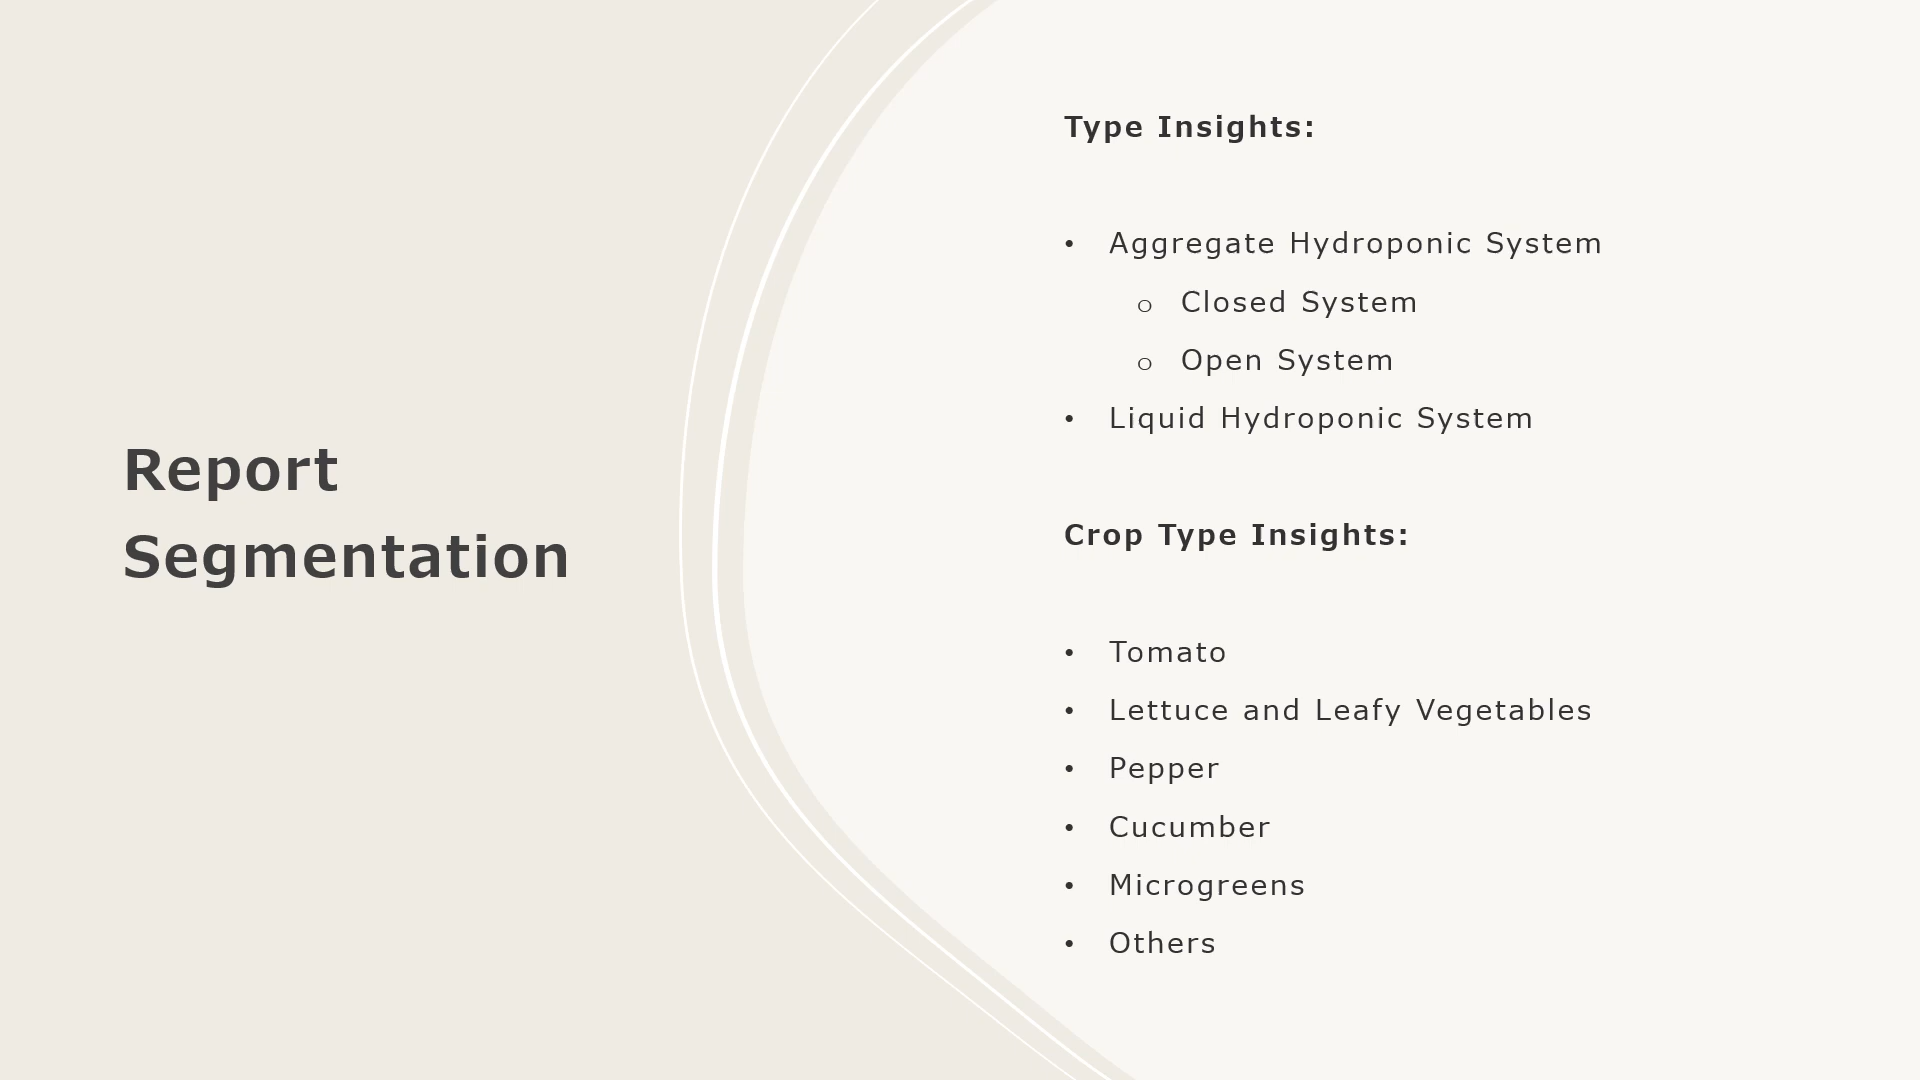 Report
Segmentation
Type Insights:
• Aggregate Hydroponic System
o Closed System
o Open System
• Liquid Hydroponic System
Crop Type Insights:
• Tomato
• Lettuce and Leafy Vegetables
• Pepper
• Cucumber
• Microgreens
• Others